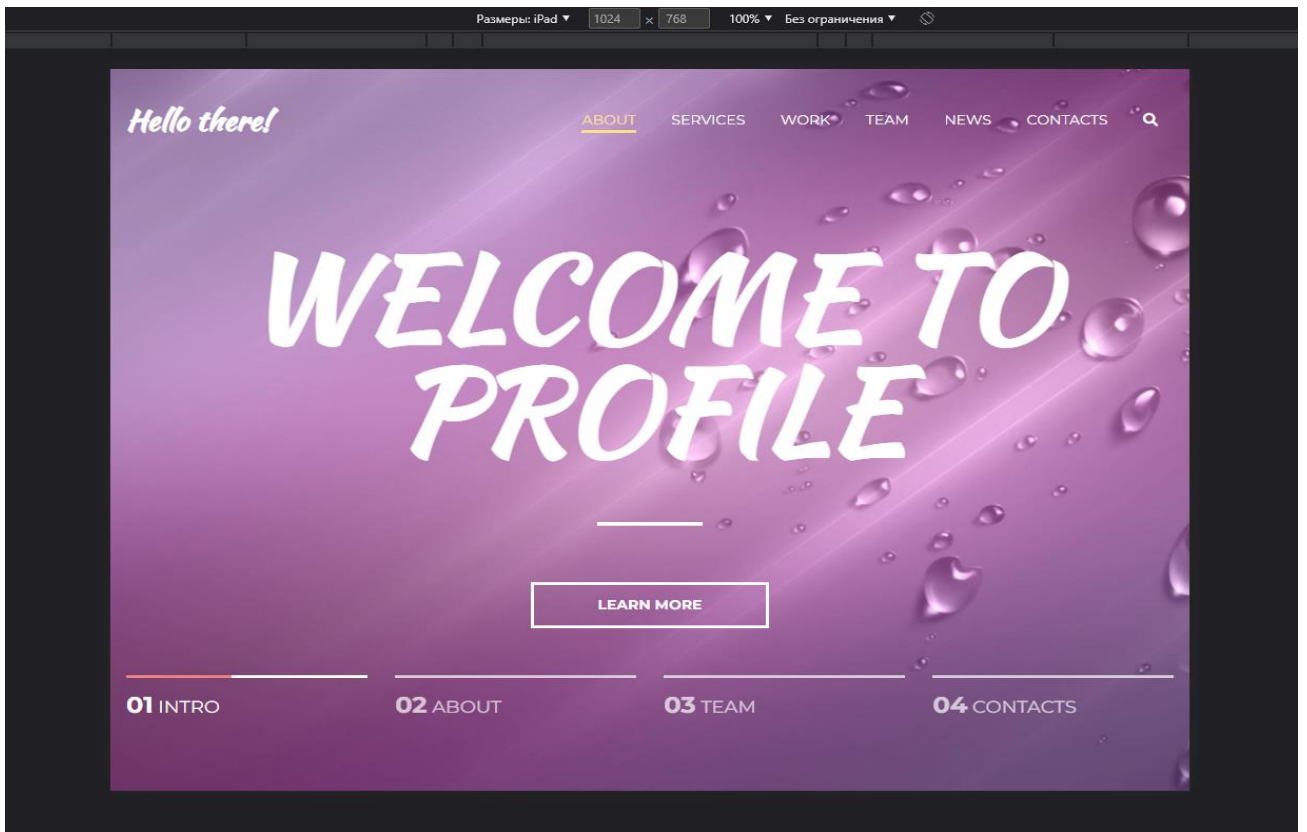 Размеры: iPad ▼ 1024 × 768 100% ▼ Без ограничения ▼
Hello there! ABOUT SERVICES WORK TEAM NEWS CONTACTS
WELCOME TO
PROFILE
LEARN MORE
01 INTRO 02 ABOUT 03 TEAM 04 CONTACTS